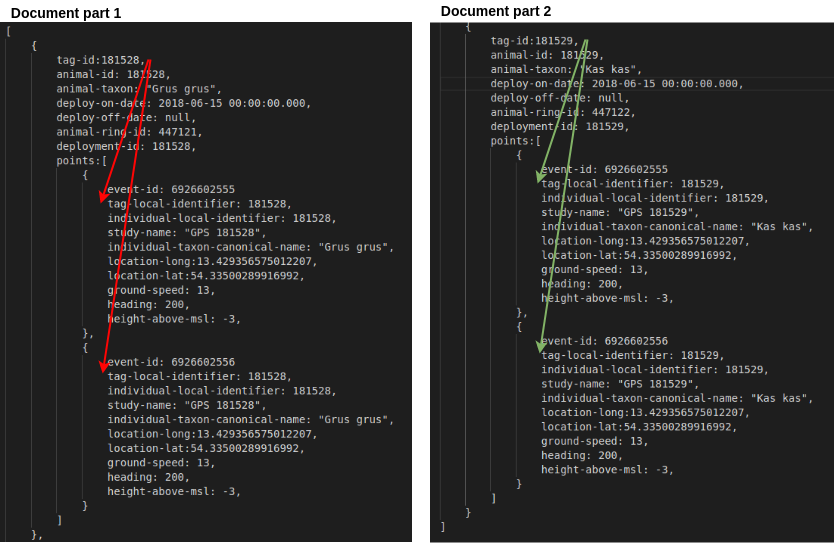 Document part 1
[
{
tag-id:181528,
animal-id: 181528,
animal-taxon: "Grus grus",
deploy-on-date: 2018-06-15 00:00:00.000,
deploy-off-date: null,
animal-ring-id: 447121,
deployment-id: 181528,
points:[
{
event-id: 6926602555
tag-local-identifier: 181528,
individual-local-identifier: 181528,
study-name: "GPS 181528",
individual-taxon-canonical-name: "Grus grus",
location-long:13.429356575012207,
location-lat:54.33500289916992,
ground-speed: 13,
heading: 200,
height-above-msl: -3,
},
{
event-id: 6926602556
tag-local-identifier: 181528,
individual-local-identifier: 181528,
study-name: "GPS 181528",
individual-taxon-canonical-name: "Grus grus",
location-long:13.429356575012207,
location-lat:54.33500289916992,
ground-speed: 13,
heading: 200,
height-above-msl: -3,
}
]
},
Document part 2
{
tag-id:181529,
animal-id: 181529,
animal-taxon: "Kas kas",
deploy-on-date: 2018-06-15 00:00:00.000,
deploy-off-date: null,
animal-ring-id: 447122,
deployment-id: 181529,
points:[
{
event-id: 6926602555
tag-local-identifier: 181529,
individual-local-identifier: 181529,
study-name: "GPS 181529",
individual-taxon-canonical-name: "Kas kas",
location-long:13.429356575012207,
location-lat:54.33500289916992,
ground-speed: 13,
heading: 200,
height-above-msl: -3,
},
{
event-id: 6926602556
tag-local-identifier: 181529,
individual-local-identifier: 181529,
study-name: "GPS 181529",
individual-taxon-canonical-name: "Kas kas",
location-long:13.429356575012207,
location-lat:54.33500289916992,
ground-speed: 13,
heading: 200,
height-above-msl: -3,
}
]
}
]